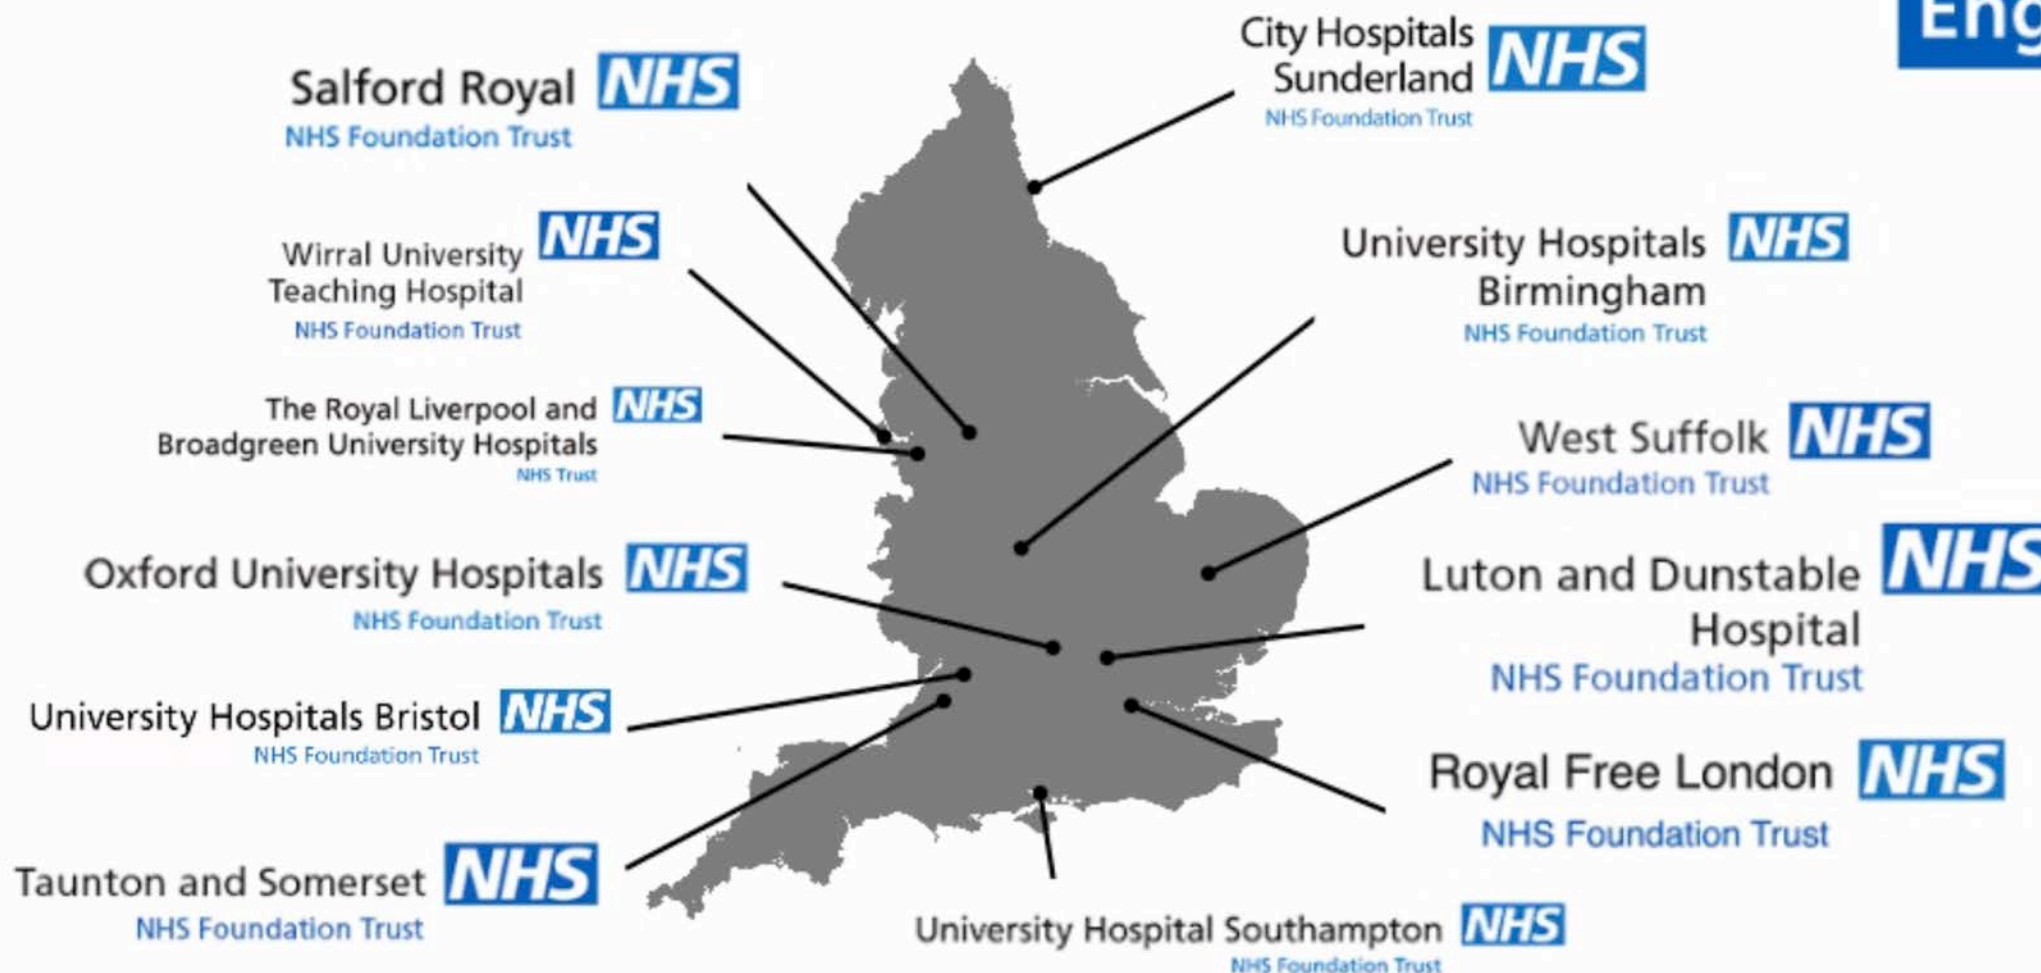 Salford Royal NHS
NHS Foundation Trust
Wirral University NHS
Teaching Hospital
NHS Foundation Trust
The Royal Liverpool and NHS
Broadgreen University Hospitals
NHS Trust
Oxford University Hospitals NHS
NHS Foundation Trust
University Hospitals Bristol NHS
NHS Foundation Trust
Taunton and Somerset NHS
NHS Foundation Trust
City Hospitals NHS
Sunderland
NHS Foundation Trust
University Hospitals NHS
Birmingham
NHS Foundation Trust
West Suffolk NHS
NHS Foundation Trust
Luton and Dunstable NHS
Hospital
NHS Foundation Trust
Royal Free London NHS
NHS Foundation Trust
University Hospital Southampton NHS
NHS Foundation Trust